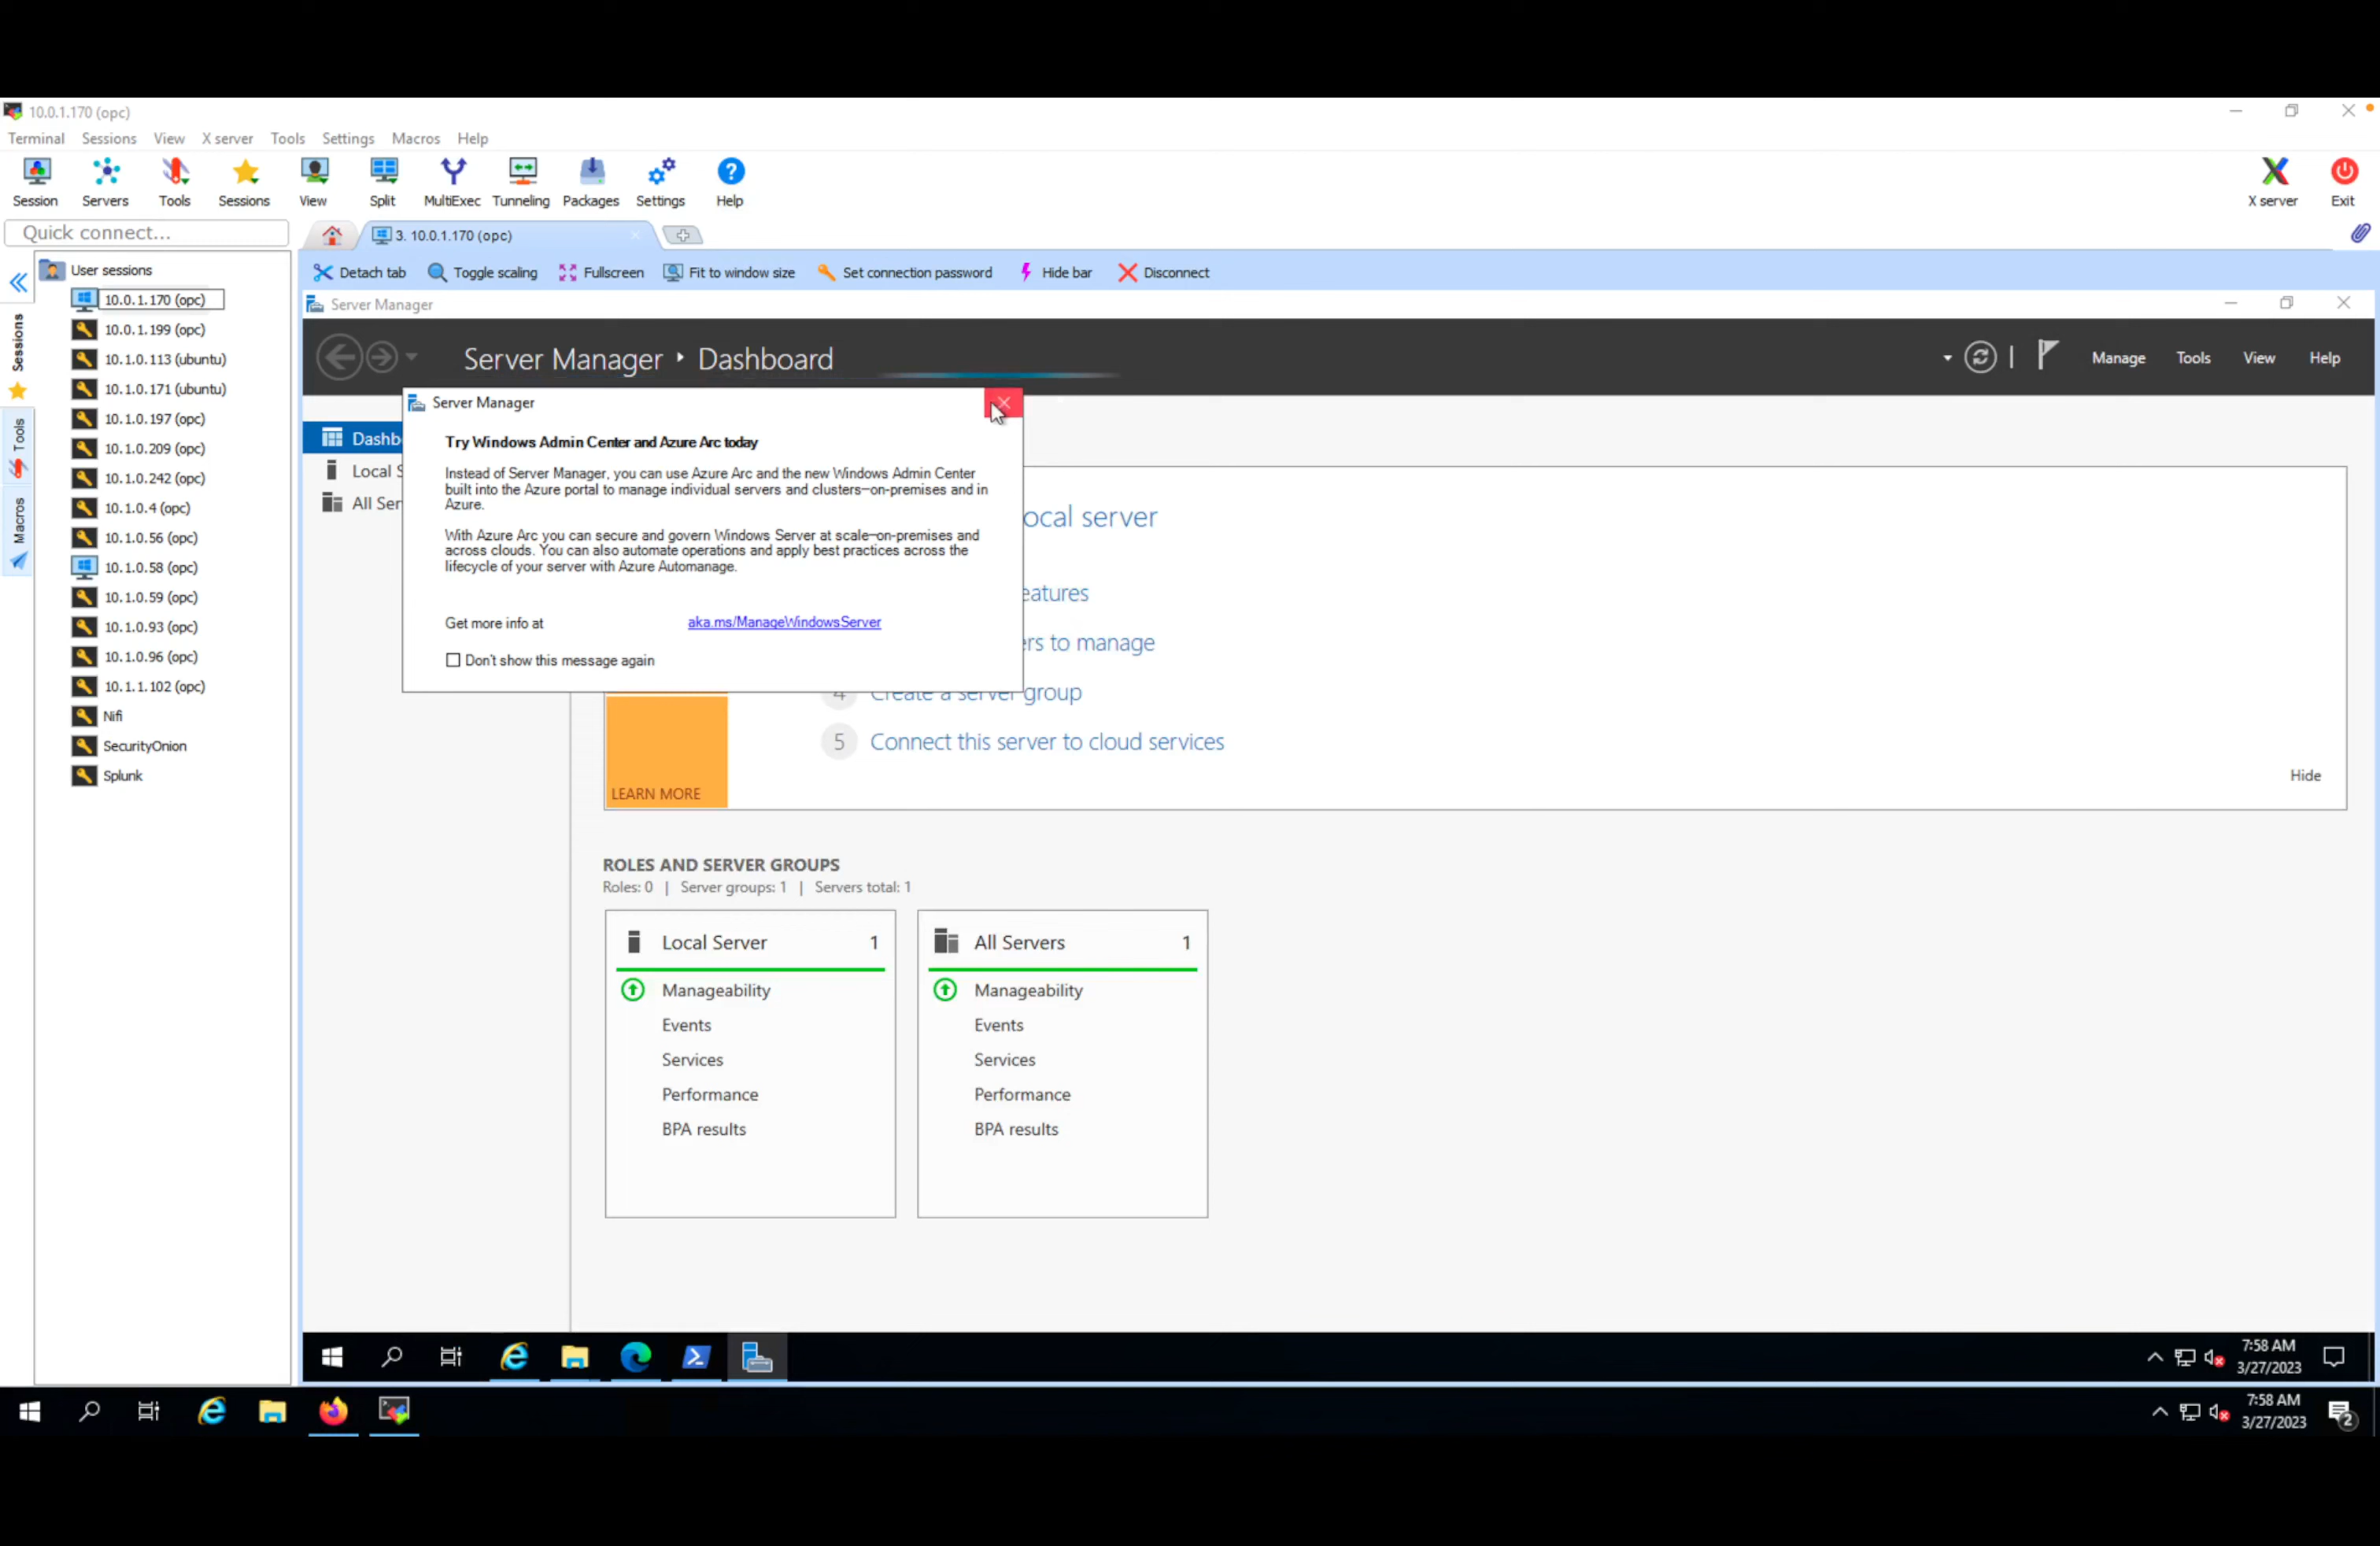 10.0.1.170 (opc)
Terminal Sessions View X server Tools Settings Macros Help
Session Servers Tools Sessions View Split MultiExec Tunneling Packages Settings Help X server Exit
Quick connect...
3. 10.0.1.170 (opc)
Detach tab Toggle scaling Fullscreen Fit to window size Set connection password Hide bar Disconnect
Sessions
Tools
Macros
User sessions
10.0.1.170 (opc)
10.0.1.199 (opc)
10.1.0.113 (ubuntu)
10.1.0.171 (ubuntu)
10.1.0.197 (opc)
10.1.0.209 (opc)
10.1.0.242 (opc)
10.1.0.4 (opc)
10.1.0.56 (opc)
10.1.0.58 (opc)
10.1.0.59 (opc)
10.1.0.93 (opc)
10.1.0.96 (opc)
10.1.1.102 (opc)
Nifi
SecurityOnion
Splunk
Server Manager
Server Manager ‣ Dashboard
Manage Tools View Help
Dashb
Local S
All Ser
Server Manager
Try Windows Admin Center and Azure Arc today
Instead of Server Manager, you can use Azure Arc and the new Windows Admin Center
built into the Azure portal to manage individual servers and clusters—on-premises and in
Azure.
With Azure Arc you can secure and govern Windows Server at scale—on-premises and
across clouds. You can also automate operations and apply best practices across the
lifecycle of your server with Azure Automanage.
Get more info at aka.ms/ManageWindowsServer
Don't show this message again
ocal server
eatures
ers to manage
4 Create a server group
5 Connect this server to cloud services
LEARN MORE
Hide
ROLES AND SERVER GROUPS
Roles: 0 | Server groups: 1 | Servers total: 1
Local Server 1
Manageability
Events
Services
Performance
BPA results
All Servers 1
Manageability
Events
Services
Performance
BPA results
7:58 AM
3/27/2023
7:58 AM
3/27/2023
2